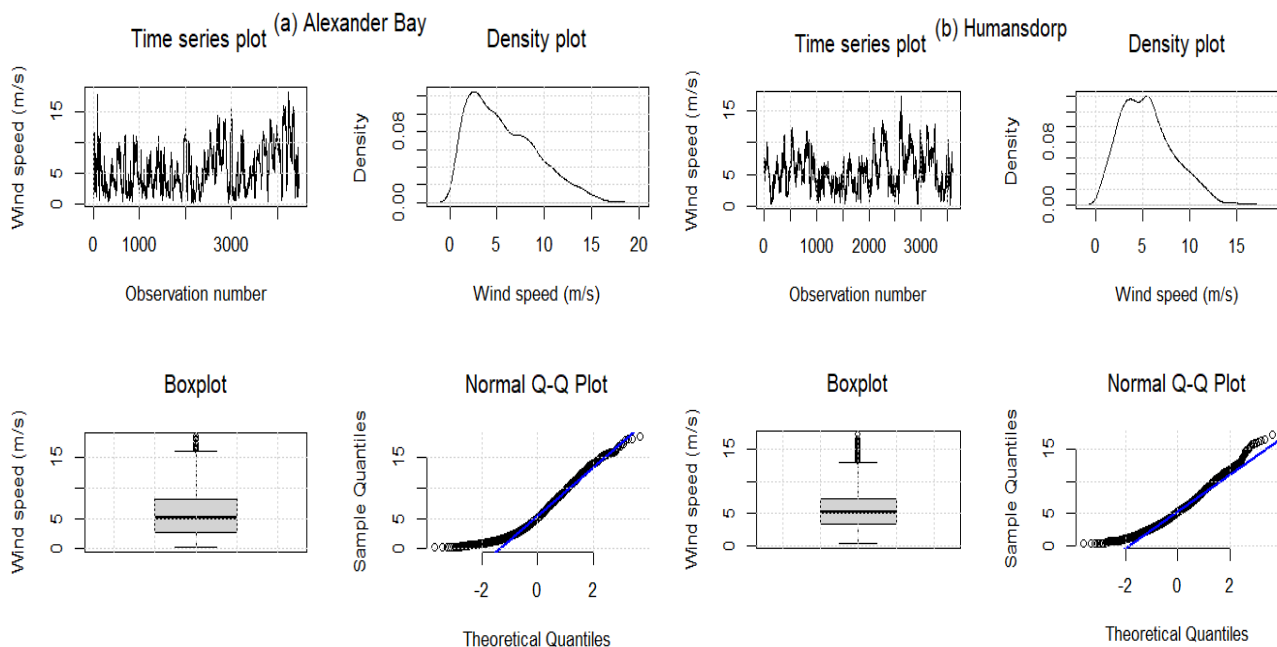 (a) Alexander Bay
Time series plot
Wind speed (m/s)
0 5 15
0 1000 3000
Observation number
Density plot
Density
0.00 0.08
0 5 10 15 20
Wind speed (m/s)
Boxplot
Wind speed (m/s)
0 5 15
Normal Q-Q Plot
Sample Quantiles
0 5 15
-2 0 2
Theoretical Quantiles
(b) Humansdorp
Time series plot
Wind speed (m/s)
0 5 15
0 1000 2000 3000
Observation number
Density plot
Density
0.00 0.08
0 5 10 15
Wind speed (m/s)
Boxplot
Wind speed (m/s)
0 5 15
Normal Q-Q Plot
Sample Quantiles
0 5 15
-2 0 2
Theoretical Quantiles